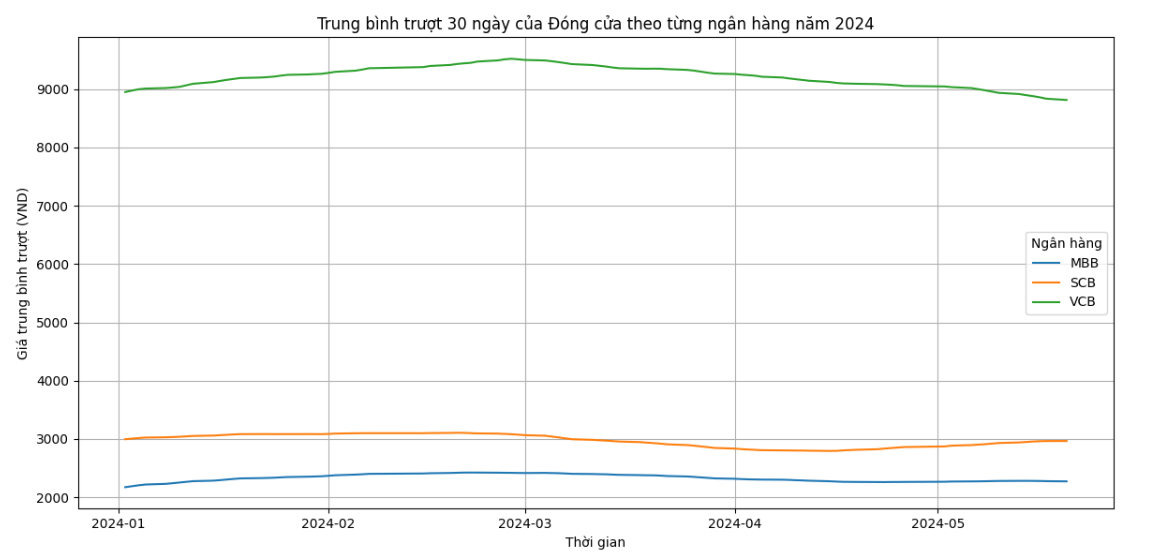 Trung bình trượt 30 ngày của Đóng cửa theo từng ngân hàng năm 2024
Giá trung bình trượt (VND)
9000
8000
7000
6000
5000
4000
3000
2000
Ngân hàng
MBB
SCB
VCB
2024-01 2024-02 2024-03 2024-04 2024-05
Thời gian